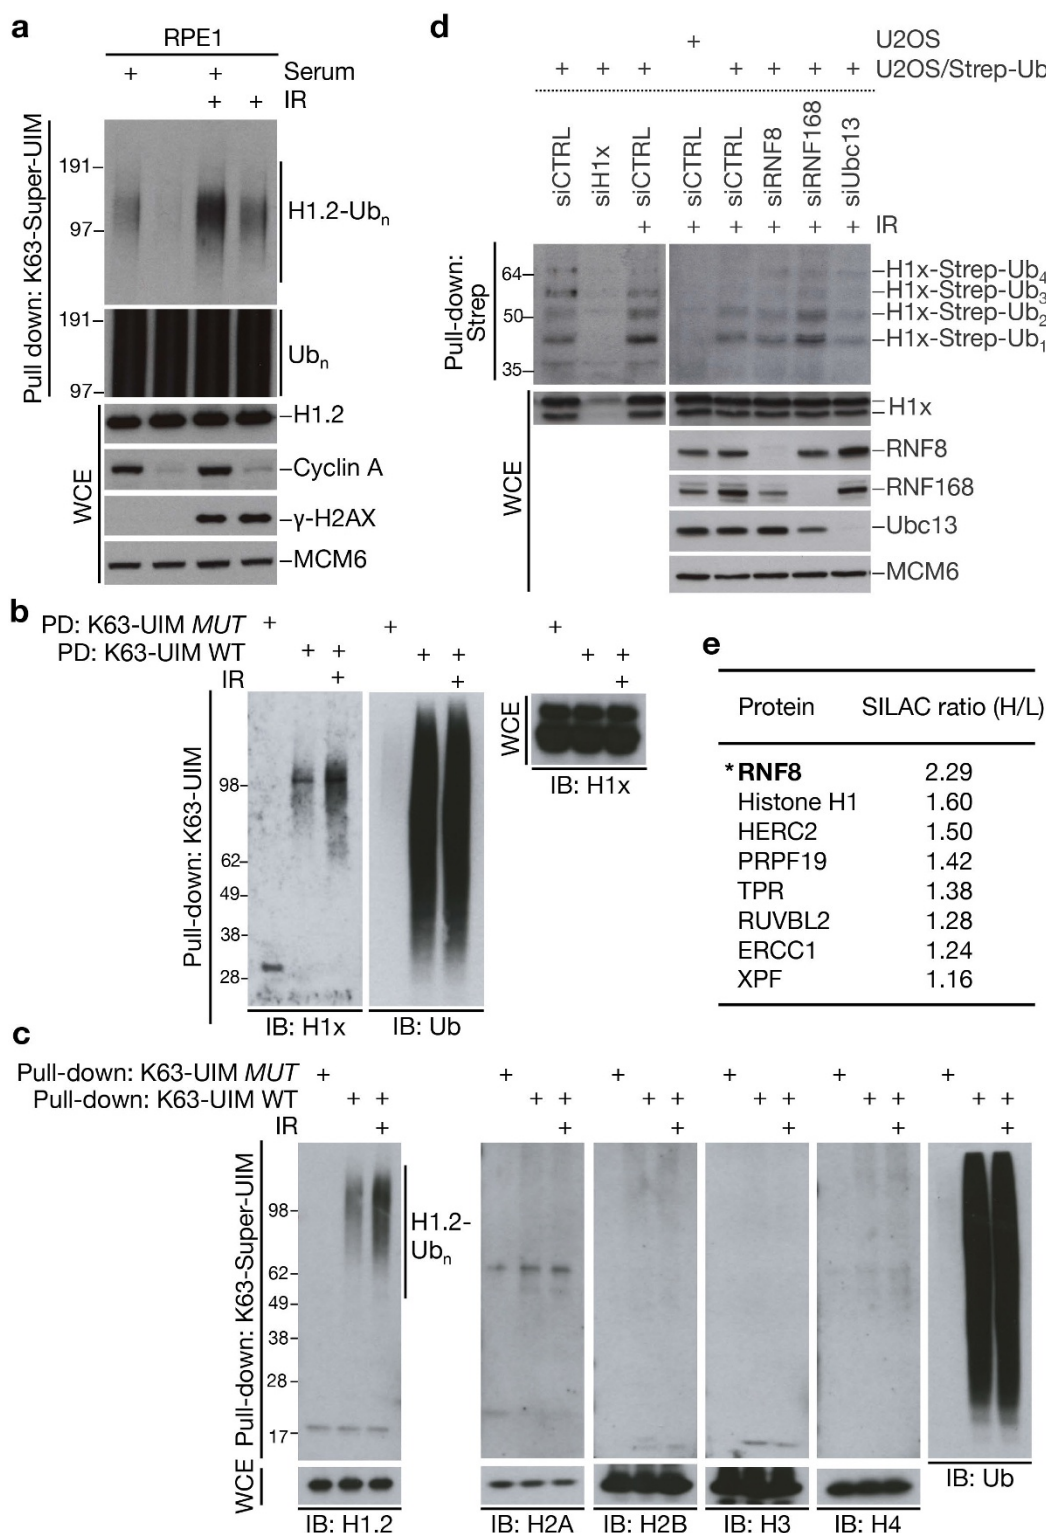 a
RPE1
+ + Serum
+ + IR
Pull down: K63-Super-UIM
191–
97–
H1.2-Ubn
191–
97–
Ubn
WCE
–H1.2
–Cyclin A
–γ-H2AX
–MCM6
d
+ U2OS
+ + + + + + + U2OS/Strep-Ub
siCTRL
siH1x
siCTRL
siCTRL
siCTRL
siRNF8
siRNF168
siUbc13
+ + + + + + IR
Pull-down:
Strep
64–
50–
35–
–H1x-Strep-Ub4
–H1x-Strep-Ub3
–H1x-Strep-Ub2
–H1x-Strep-Ub1
WCE
–H1x
–RNF8
–RNF168
–Ubc13
–MCM6
b
PD: K63-UIM MUT + + +
PD: K63-UIM WT + + + + + +
IR + + +
Pull-down: K63-UIM
98–
62–
49–
38–
28–
IB: H1x
IB: Ub
WCE
IB: H1x
e
Protein SILAC ratio (H/L)
*RNF8 2.29
Histone H1 1.60
HERC2 1.50
PRPF19 1.42
TPR 1.38
RUVBL2 1.28
ERCC1 1.24
XPF 1.16
c
Pull-down: K63-UIM MUT + + + + + +
Pull-down: K63-UIM WT + + + + + + + + + + + +
IR + + + + + +
Pull-down: K63-Super-UIM
98–
62–
49–
38–
28–
17–
H1.2-
Ubn
WCE
IB: H1.2
IB: H2A
IB: H2B
IB: H3
IB: H4
IB: Ub